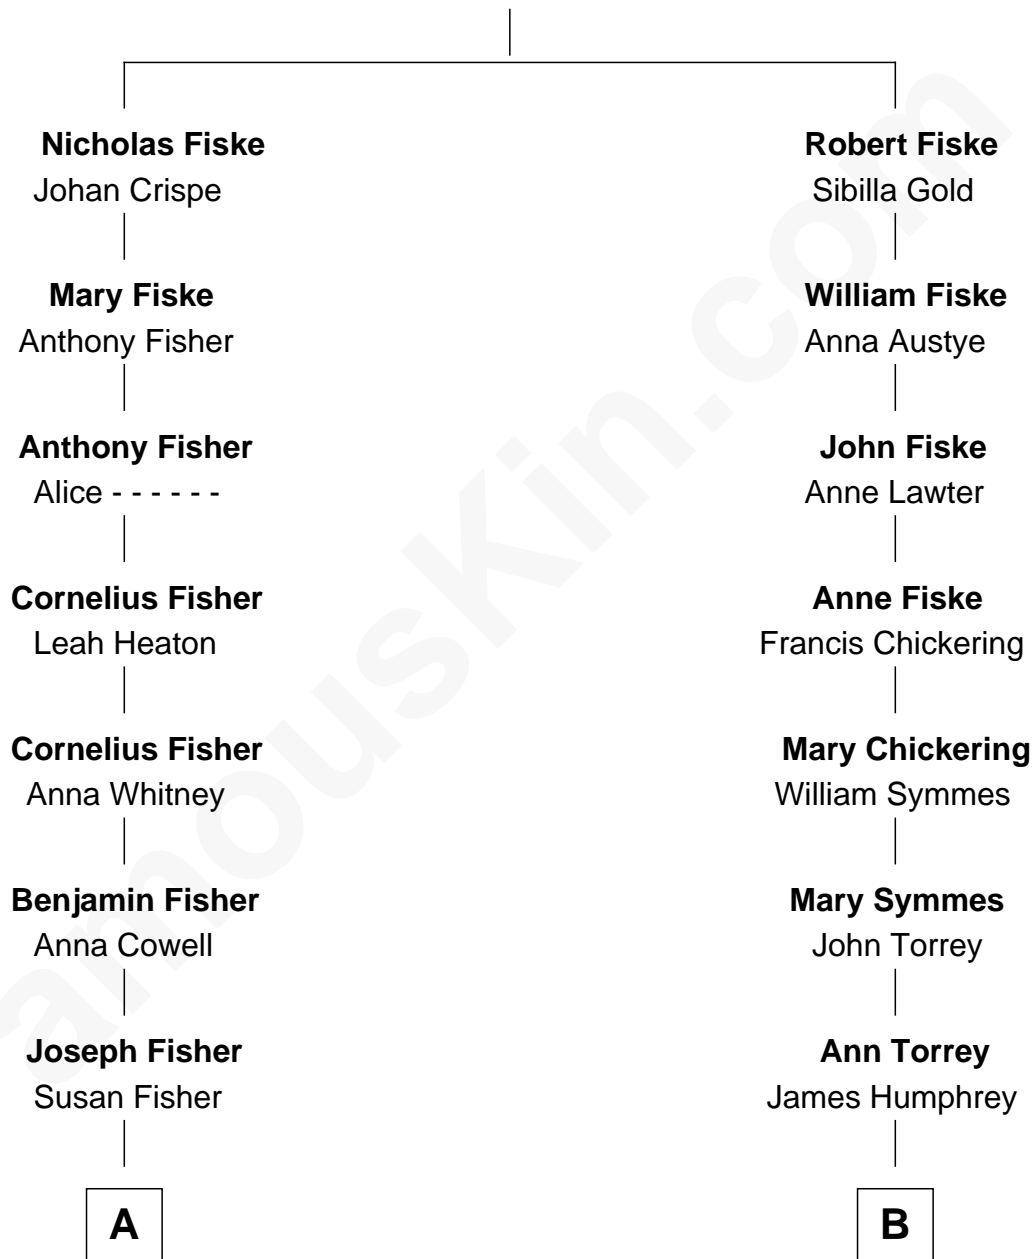 Nicholas Fiske
Johan Crispe
Mary Fiske
Anthony Fisher
Anthony Fisher
Alice - - - - - -
Cornelius Fisher
Leah Heaton
Cornelius Fisher
Anna Whitney
Benjamin Fisher
Anna Cowell
Joseph Fisher
Susan Fisher
A
Robert Fiske
Sibilla Gold
William Fiske
Anna Austye
John Fiske
Anne Lawter
Anne Fiske
Francis Chickering
Mary Chickering
William Symmes
Mary Symmes
John Torrey
Ann Torrey
James Humphrey
B
amousKin.com